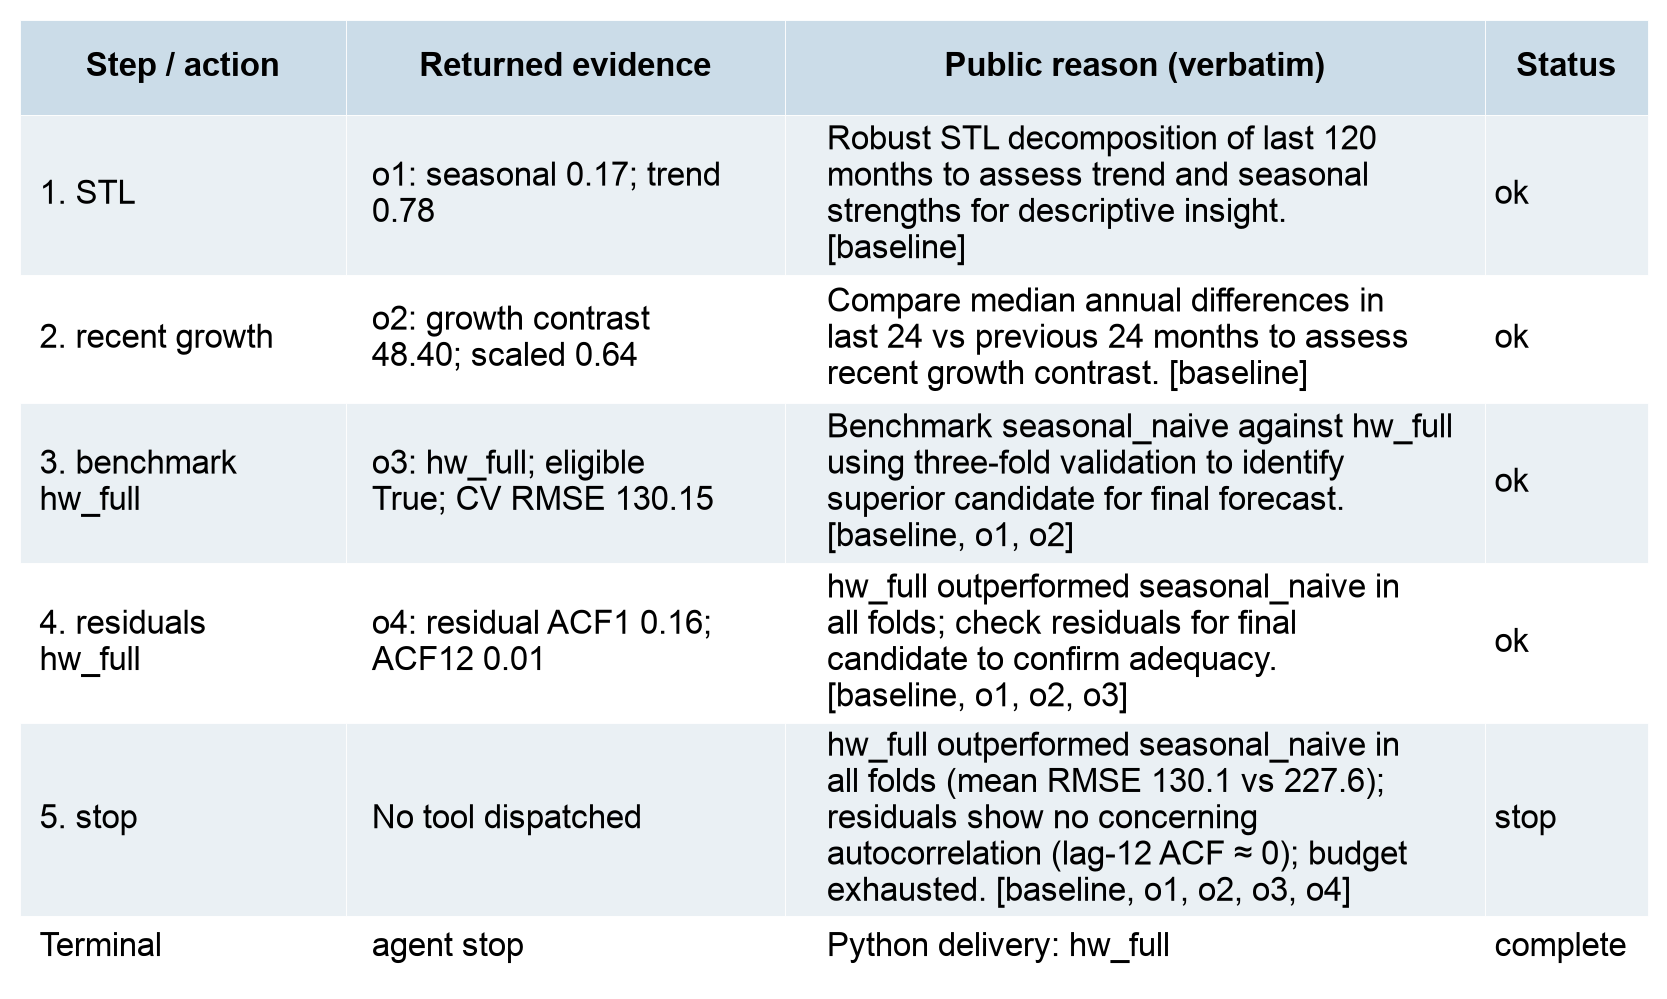 Step / action
Returned evidence
Public reason (verbatim)
Status
1. STL
o1: seasonal 0.17; trend
0.78
Robust STL decomposition of last 120
months to assess trend and seasonal
strengths for descriptive insight.
[baseline]
ok
2. recent growth
o2: growth contrast
48.40; scaled 0.64
Compare median annual differences in
last 24 vs previous 24 months to assess
recent growth contrast. [baseline]
ok
3. benchmark
hw_full
o3: hw_full; eligible
True; CV RMSE 130.15
Benchmark seasonal_naive against hw_full
using three-fold validation to identify
superior candidate for final forecast.
[baseline, o1, o2]
ok
4. residuals
hw_full
o4: residual ACF1 0.16;
ACF12 0.01
hw_full outperformed seasonal_naive in
all folds; check residuals for final
candidate to confirm adequacy.
[baseline, o1, o2, o3]
ok
5. stop
No tool dispatched
hw_full outperformed seasonal_naive in
all folds (mean RMSE 130.1 vs 227.6);
residuals show no concerning
autocorrelation (lag-12 ACF ≈ 0); budget
exhausted. [baseline, o1, o2, o3, o4]
stop
Terminal
agent stop
Python delivery: hw_full
complete